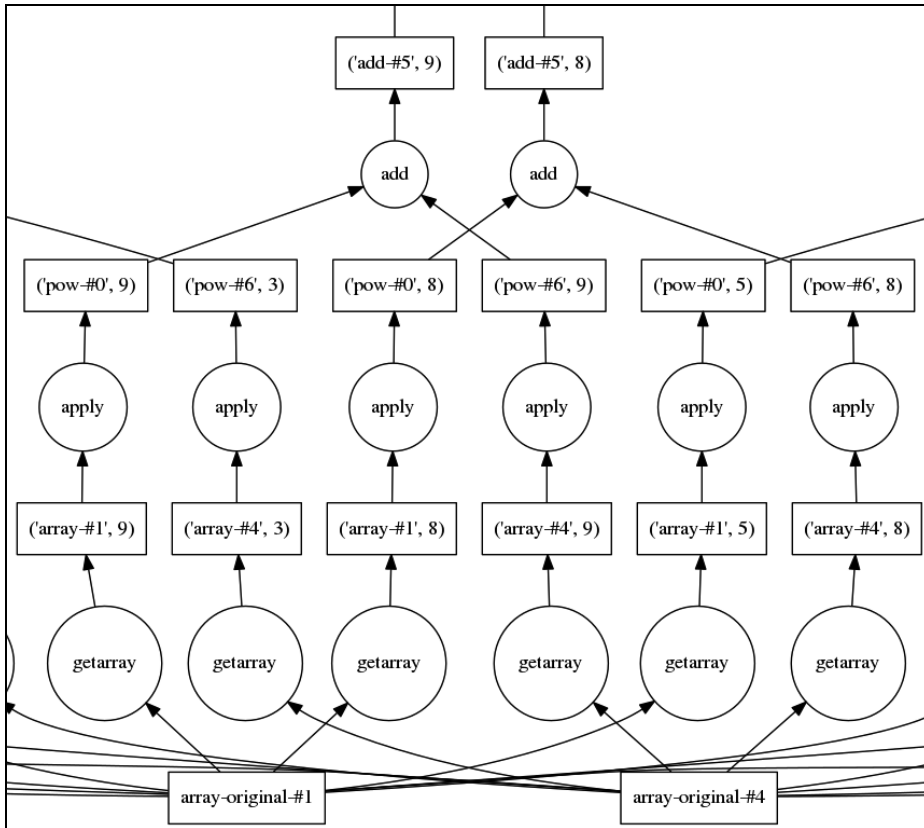 ('add-#5', 9)
('add-#5', 8)
add
add
('pow-#0', 9)
('pow-#6', 3)
('pow-#0', 8)
('pow-#6', 9)
('pow-#0', 5)
('pow-#6', 8)
apply
apply
apply
apply
apply
apply
('array-#1', 9)
('array-#4', 3)
('array-#1', 8)
('array-#4', 9)
('array-#1', 5)
('array-#4', 8)
getarray
getarray
getarray
getarray
getarray
getarray
array-original-#1
array-original-#4